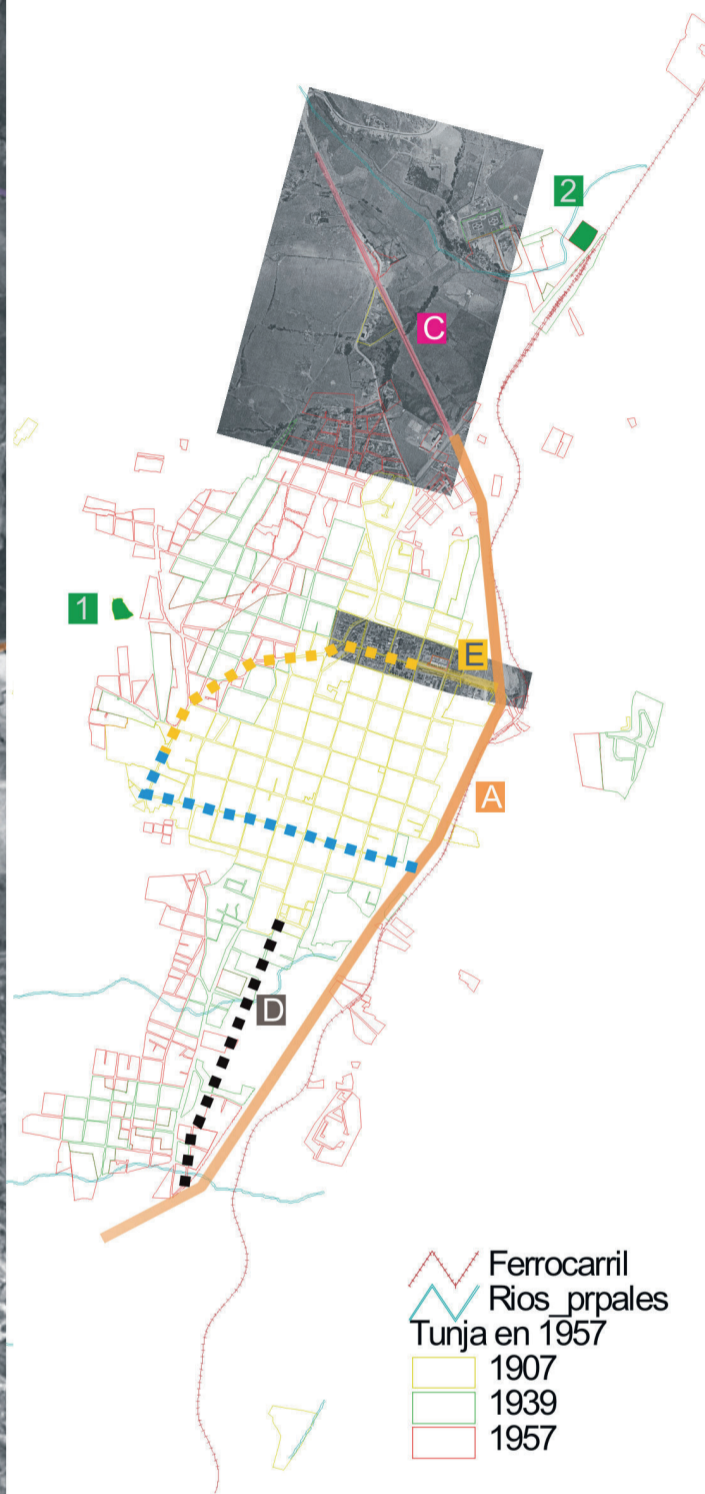 2
C
1
E
A
D
Ferrocarril
Rios_prpales
Tunja en 1957
1907
1939
1957